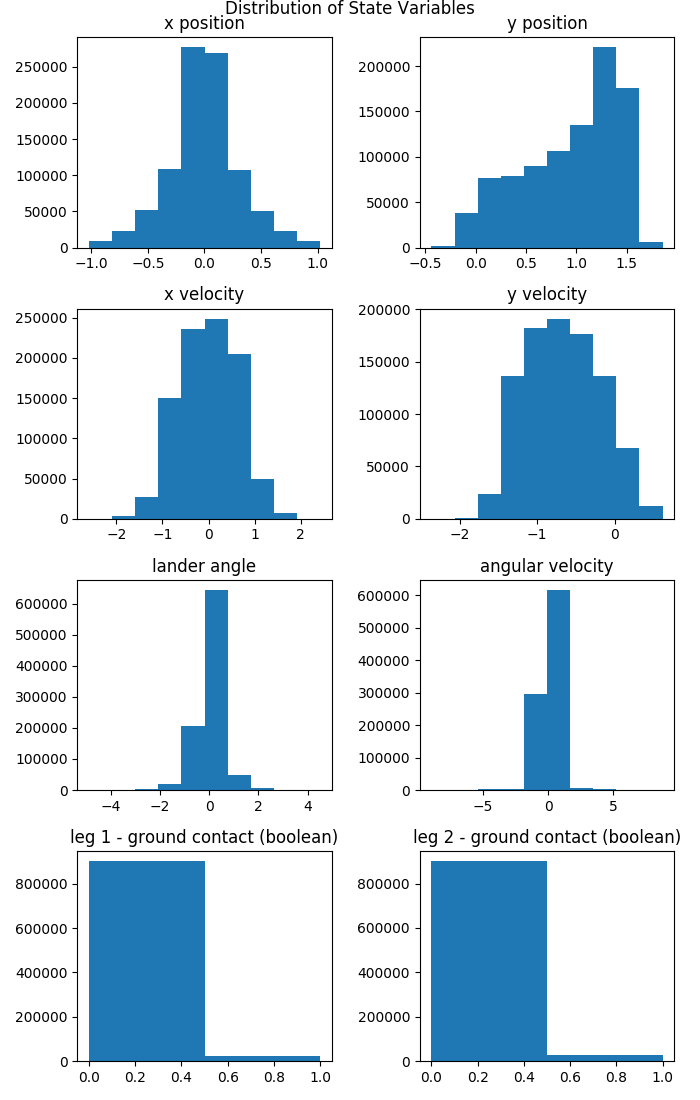 Distribution of State Variables
x position
y position
250000
200000
150000
100000
50000
0
−1.0 −0.5 0.0 0.5 1.0
200000
150000
100000
50000
0
−0.5 0.0 0.5 1.0 1.5
x velocity
y velocity
250000
200000
150000
100000
50000
0
−2 −1 0 1 2
200000
150000
100000
50000
0
−2 −1 0
lander angle
angular velocity
600000
500000
400000
300000
200000
100000
0
−4 −2 0 2 4
600000
500000
400000
300000
200000
100000
0
−5 0 5
leg 1 - ground contact (boolean)
leg 2 - ground contact (boolean)
800000
600000
400000
200000
0
0.0 0.2 0.4 0.6 0.8 1.0
800000
600000
400000
200000
0
0.0 0.2 0.4 0.6 0.8 1.0